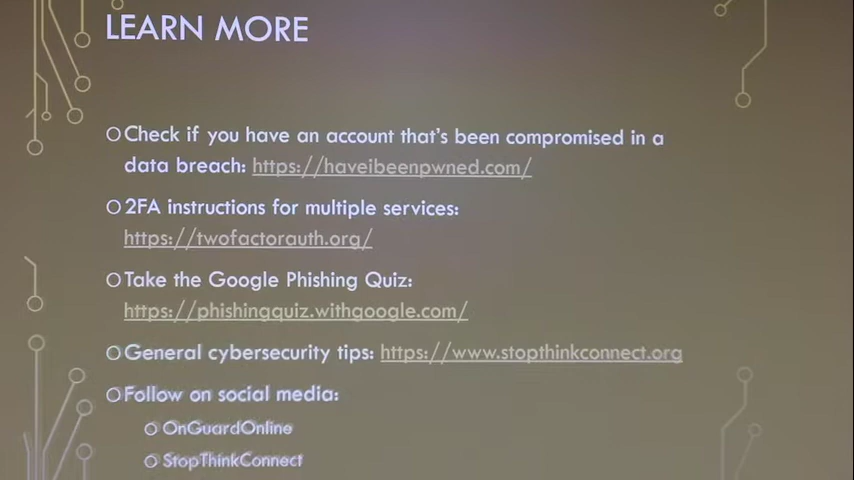 LEARN MORE
Check if you have an account that's been compromised in a
data breach: https://haveibeenpwned.com/
2FA instructions for multiple services:
https://twofactorauth.org/
Take the Google Phishing Quiz:
https://phishingquiz.withgoogle.com/
General cybersecurity tips: https://www.stopthinkconnect.org
Follow on social media:
OnGuardOnline
StopThinkConnect